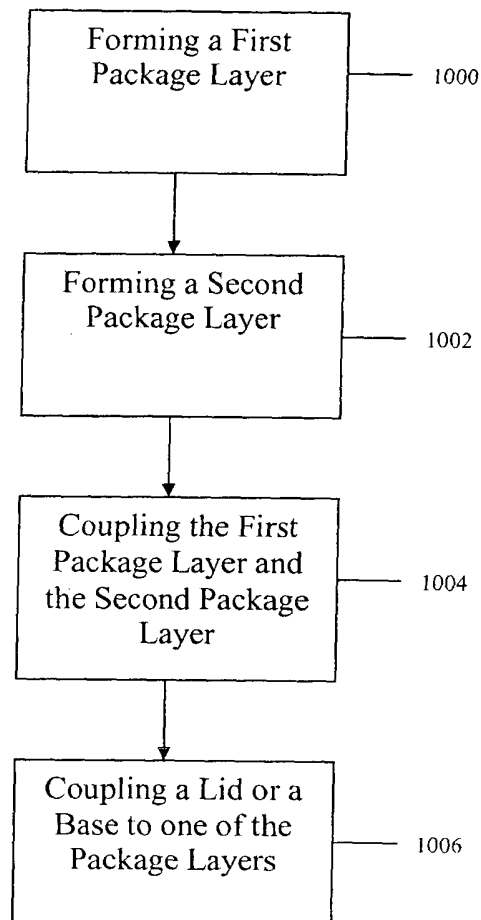 Forming a First
Package Layer
1000
Forming a Second
Package Layer
1002
Coupling the First
Package Layer and
the Second Package
Layer
1004
Coupling a Lid or a
Base to one of the
Package Layers
1006